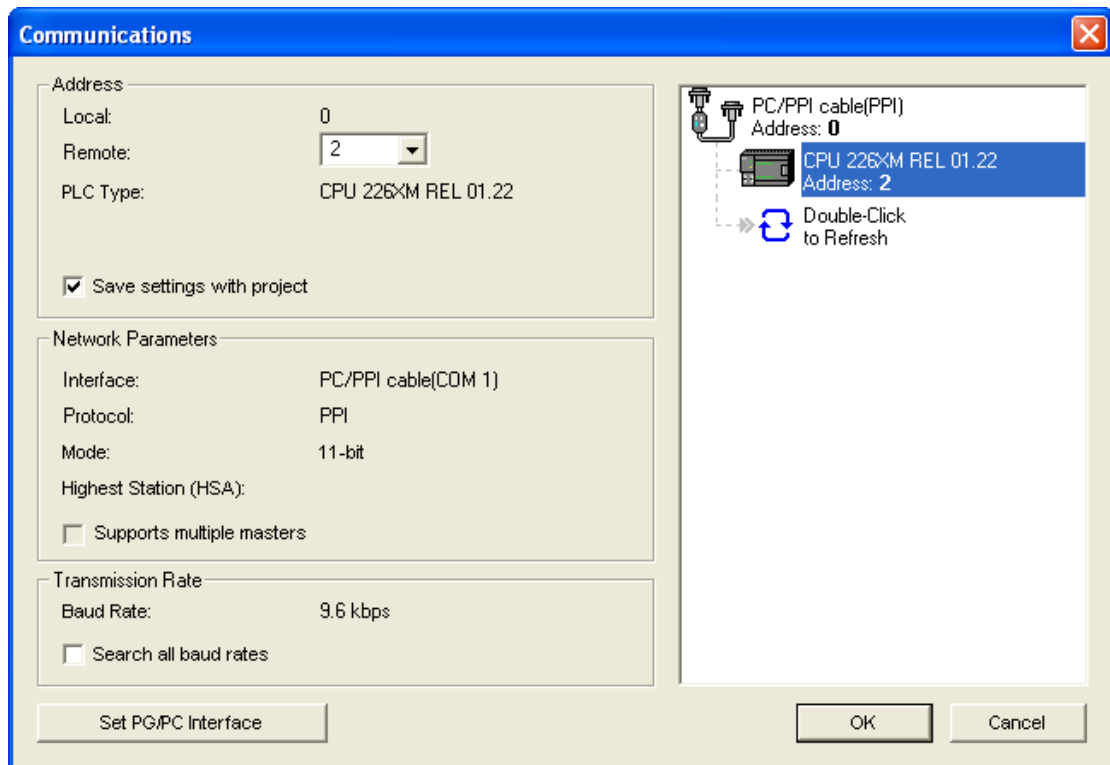 Communications
Address
Local: 0
Remote: 2
PLC Type: CPU 226XM REL 01.22
Save settings with project
Network Parameters
Interface: PC/PPI cable(COM 1)
Protocol: PPI
Mode: 11-bit
Highest Station (HSA):
Supports multiple masters
Transmission Rate
Baud Rate: 9.6 kbps
Search all baud rates
Set PG/PC Interface
PC/PPI cable(PPI)
Address: 0
CPU 226XM REL 01.22
Address: 2
Double-Click
to Refresh
OK
Cancel